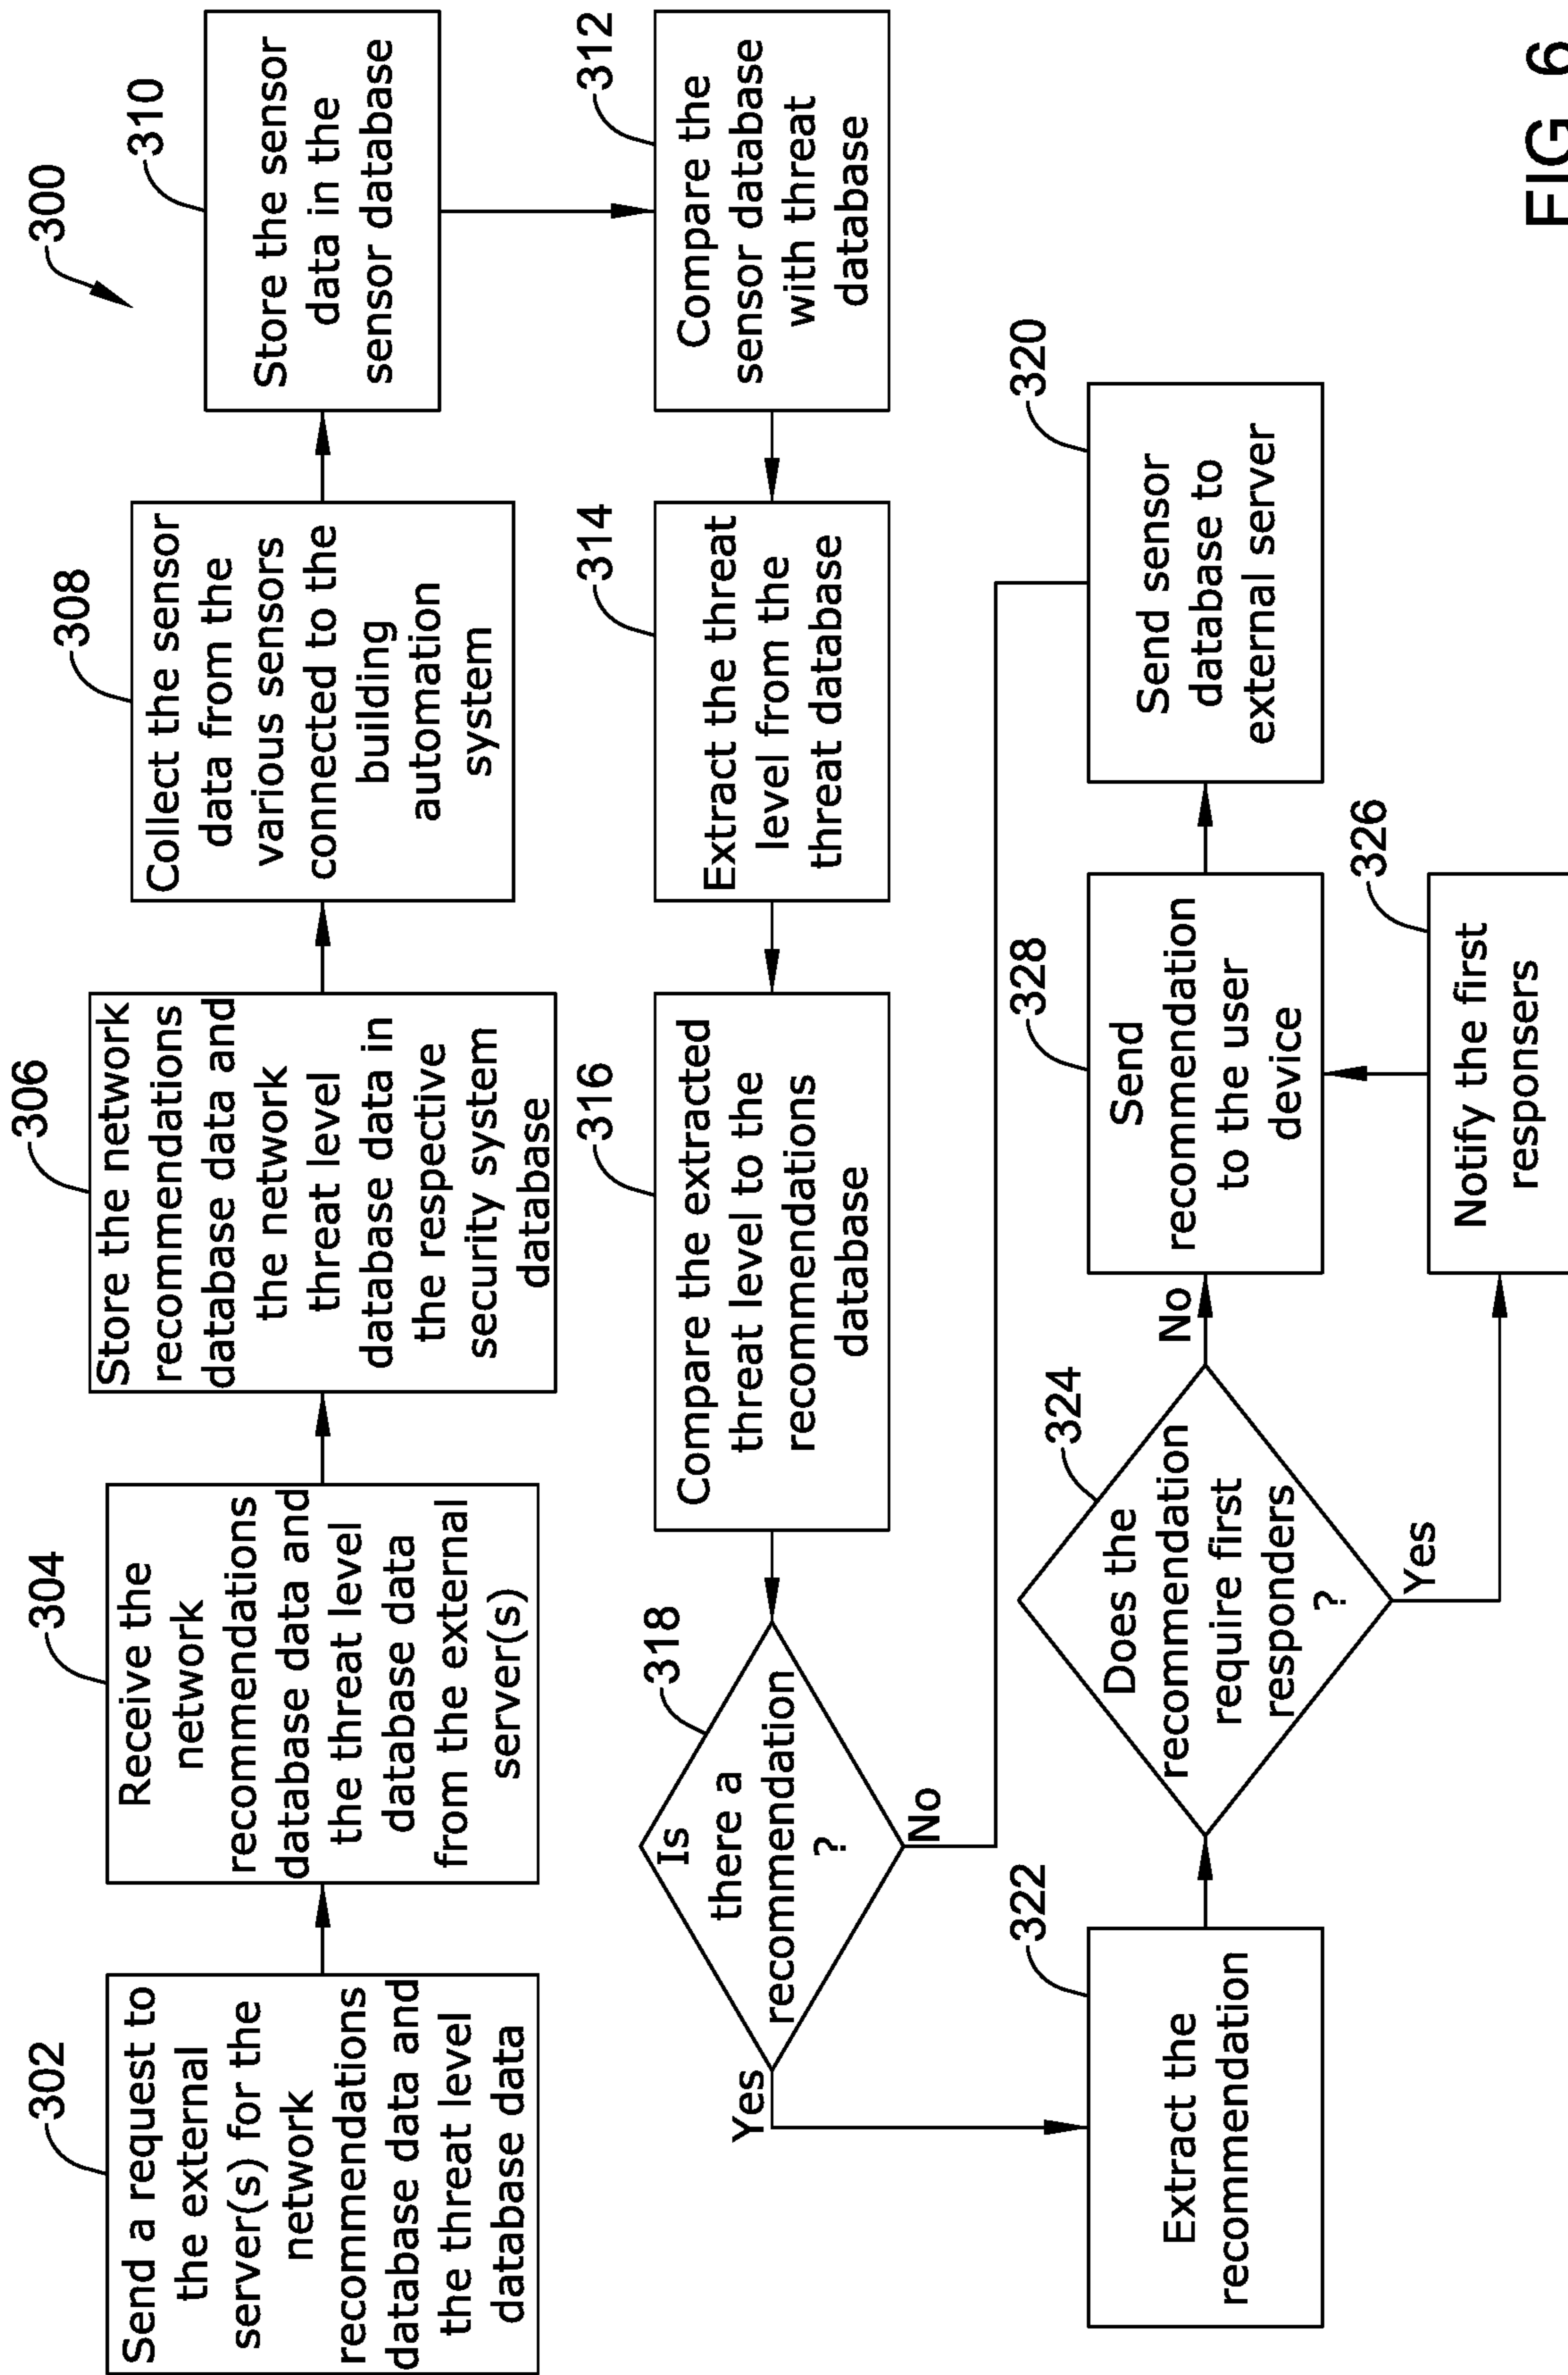 300
302
Send a request to
the external
server(s) for the
network
recommendations
database data and
the threat level
database data
304
Receive the
network
recommendations
database data and
the threat level
database data
from the external
server(s)
306
Store the network
recommendations
database data and
the network
threat level
database data in
the respective
security system
database
308
Collect the sensor
data from the
various sensors
connected to the
building
automation
system
310
Store the sensor
data in the
sensor database
312
Compare the
sensor database
with threat
database
314
Extract the threat
level from the
threat database
316
Compare the extracted
threat level to the
recommendations
database
318
Is
there a
recommendation
?
Yes
No
322
Extract the
recommendation
324
Does the
recommendation
require first
responders
?
No
Yes
328
Send
recommendation
to the user
device
326
Notify the first
responsers
320
Send sensor
database to
external server
FIG 6